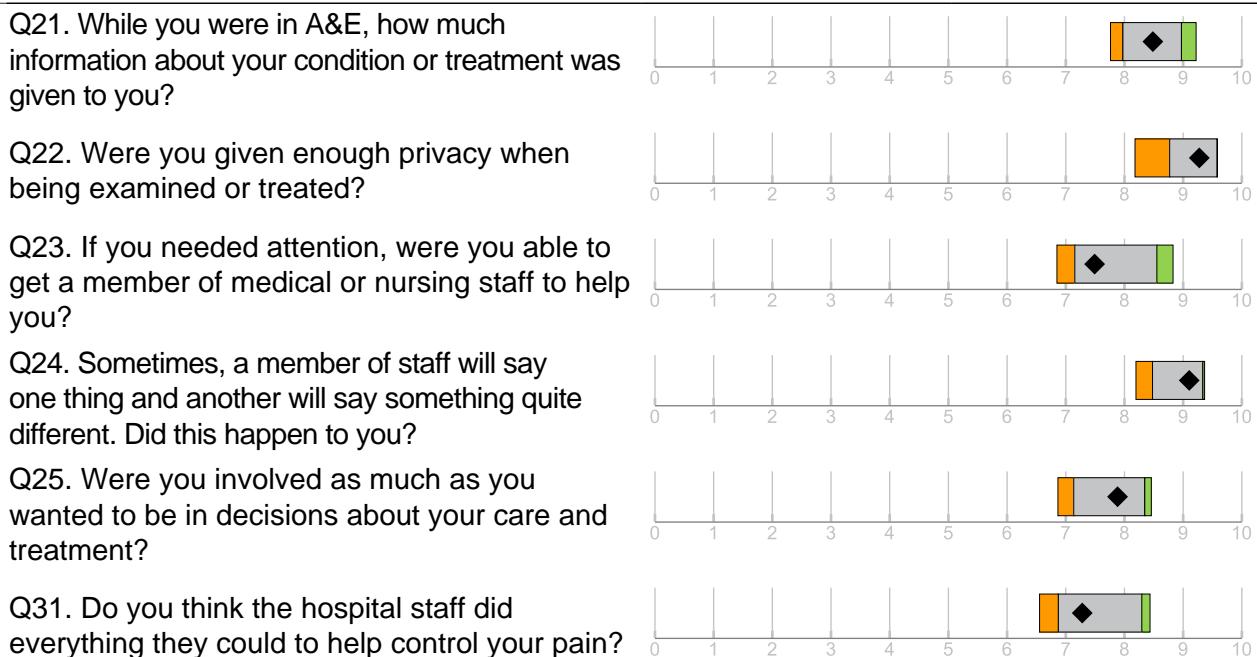 Q21. While you were in A&E, how much
information about your condition or treatment was
given to you?
0 1 2 3 4 5 6 7 8 9 10
Q22. Were you given enough privacy when
being examined or treated?
0 1 2 3 4 5 6 7 8 9 10
Q23. If you needed attention, were you able to
get a member of medical or nursing staff to help
you?
0 1 2 3 4 5 6 7 8 9 10
Q24. Sometimes, a member of staff will say
one thing and another will say something quite
different. Did this happen to you?
0 1 2 3 4 5 6 7 8 9 10
Q25. Were you involved as much as you
wanted to be in decisions about your care and
treatment?
0 1 2 3 4 5 6 7 8 9 10
Q31. Do you think the hospital staff did
everything they could to help control your pain?
0 1 2 3 4 5 6 7 8 9 10